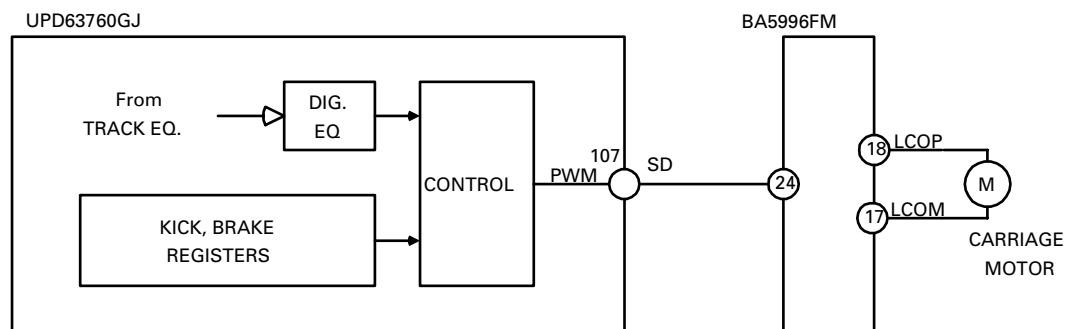 UPD63760GJ
BA5996FM
From
TRACK EQ.
DIG.
EQ
CONTROL
PWM
107
SD
24
18
LCOP
M
17
LCOM
KICK, BRAKE
REGISTERS
CARRIAGE
MOTOR